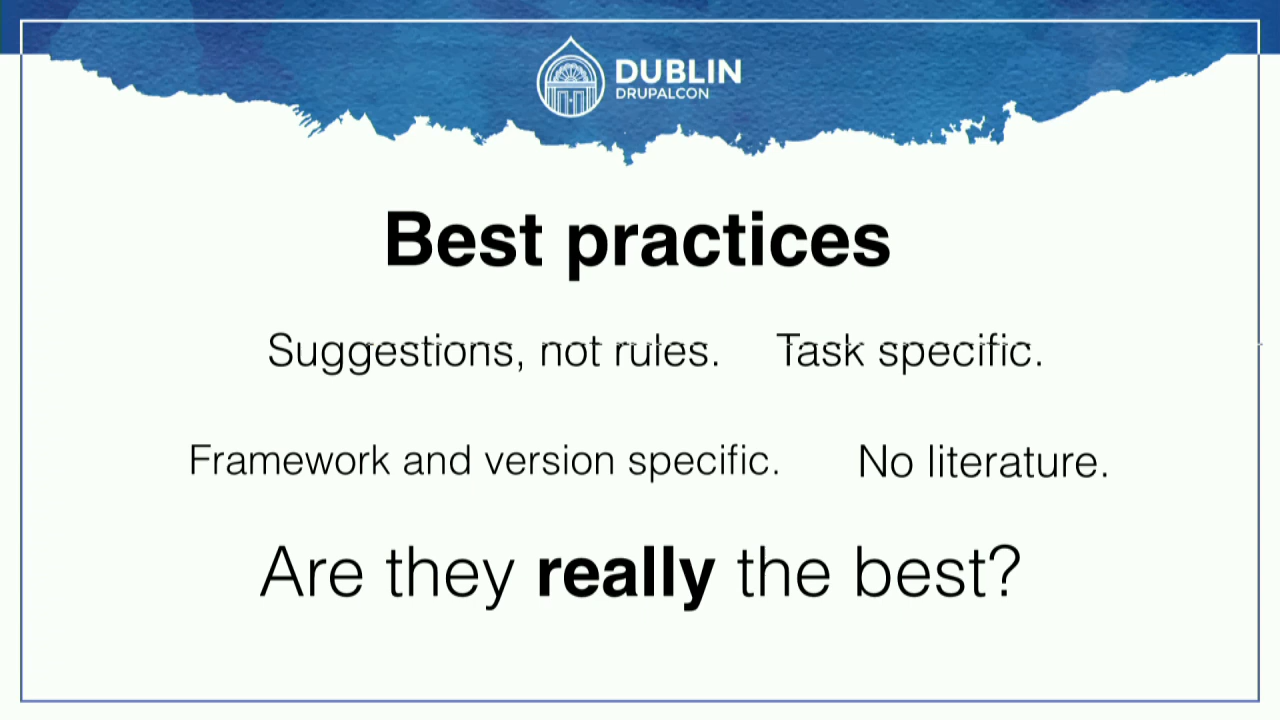 DUBLIN
DRUPALCON
Best practices
Suggestions, not rules. Task specific.
Framework and version specific. No literature.
Are they really the best?